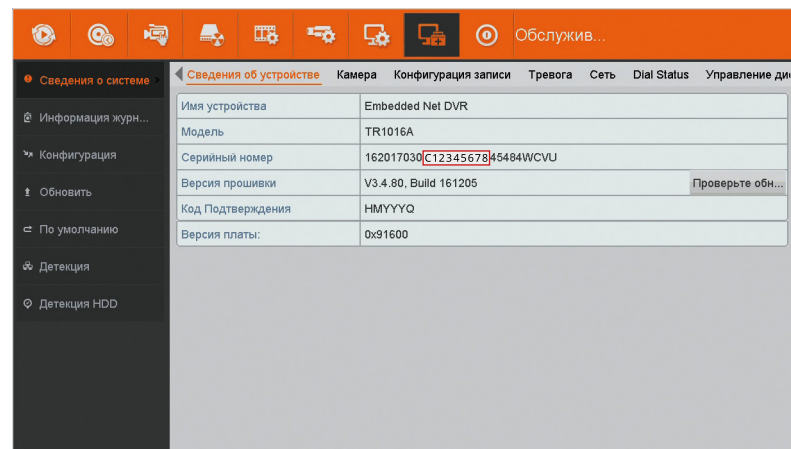 Обслужив...
Сведения о системе
Информация журн...
Конфигурация
Обновить
По умолчанию
Детекция
Детекция HDD
Сведения об устройстве Камера Конфигурация записи Тревога Сеть Dial Status Управление ди
Имя устройства Embedded Net DVR
Модель TR1016A
Серийный номер 162017030C1234567845484WCVU
Версия прошивки V3.4.80, Build 161205 Проверьте обн...
Код Подтверждения HMYYYQ
Версия платы: 0x91600